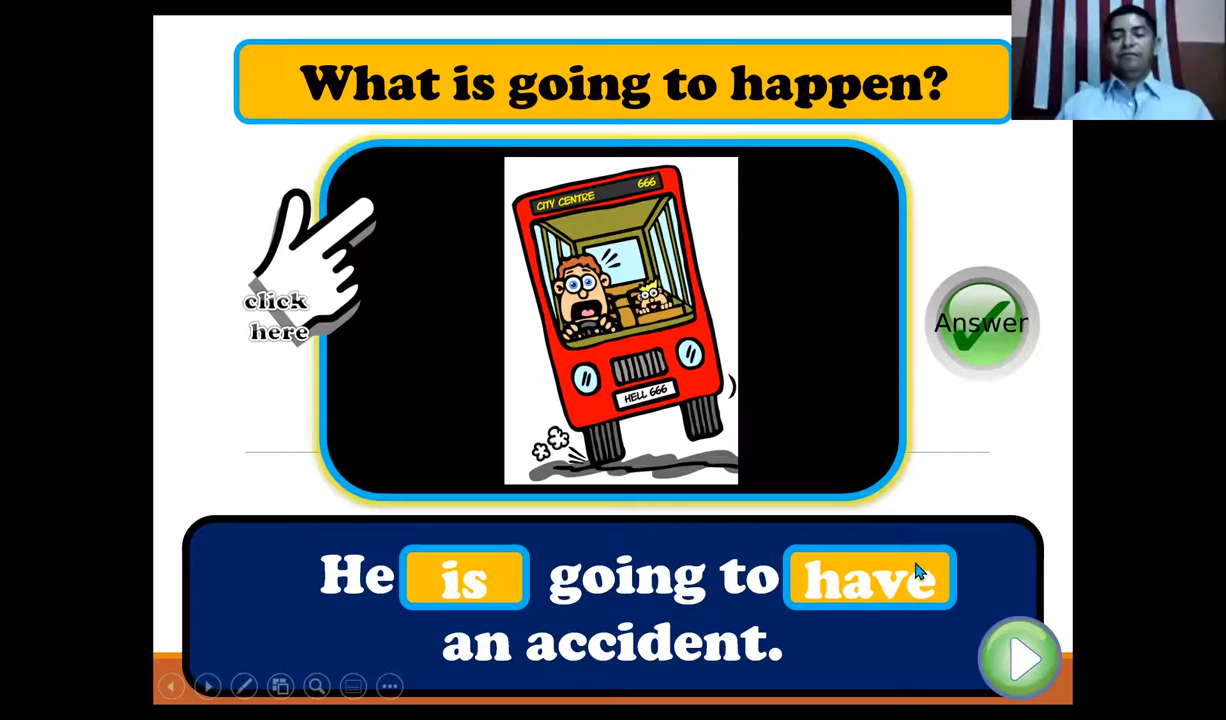 What is going to happen?
CITY CENTRE 666
click
here
Answer
HELL 666
He is going to have
an accident.